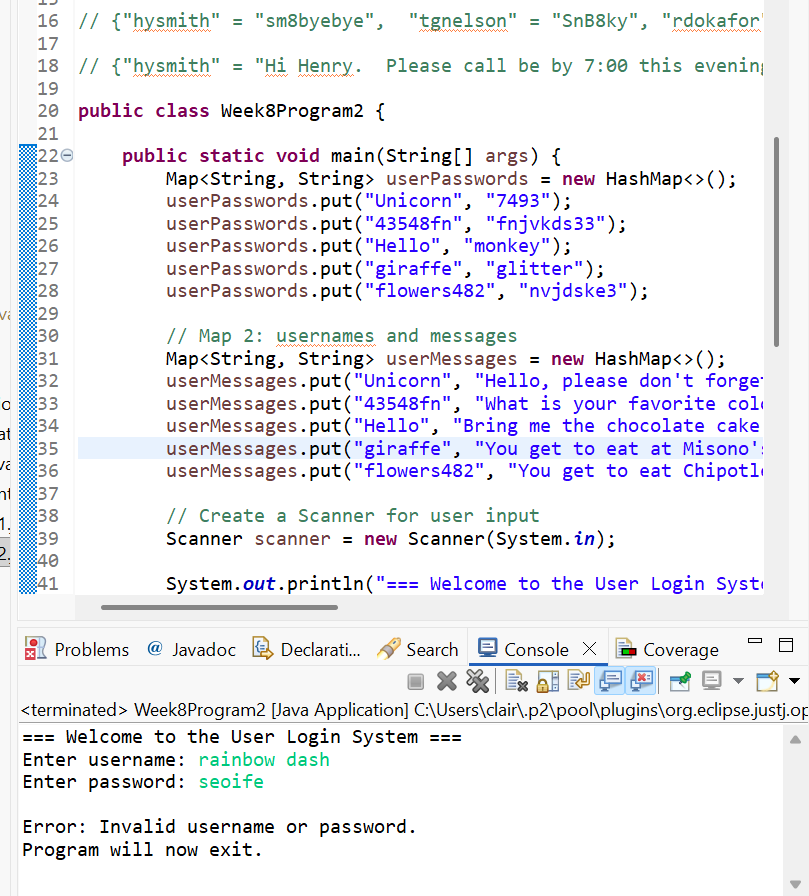 15
16 // {"hysmith" = "sm8byebye",  "tgnelson" = "SnB8ky", "rdokafor"
17
18 // {"hysmith" = "Hi Henry.  Please call be by 7:00 this evening
19
20 public class Week8Program2 {
21
22     public static void main(String[] args) {
23         Map<String, String> userPasswords = new HashMap<>();
24         userPasswords.put("Unicorn", "7493");
25         userPasswords.put("43548fn", "fnjvkds33");
26         userPasswords.put("Hello", "monkey");
27         userPasswords.put("giraffe", "glitter");
28         userPasswords.put("flowers482", "nvjdske3");
29
30         // Map 2: usernames and messages
31         Map<String, String> userMessages = new HashMap<>();
32         userMessages.put("Unicorn", "Hello, please don't forget
33         userMessages.put("43548fn", "What is your favorite colo
34         userMessages.put("Hello", "Bring me the chocolate cake
35         userMessages.put("giraffe", "You get to eat at Misono's
36         userMessages.put("flowers482", "You get to eat Chipotle
37
38         // Create a Scanner for user input
39         Scanner scanner = new Scanner(System.in);
40
41         System.out.println("=== Welcome to the User Login Syste
Problems @ Javadoc Declarati... Search Console Coverage
<terminated> Week8Program2 [Java Application] C:\Users\clair\.p2\pool\plugins\org.eclipse.justj.op
=== Welcome to the User Login System ===
Enter username: rainbow dash
Enter password: seoife

Error: Invalid username or password.
Program will now exit.